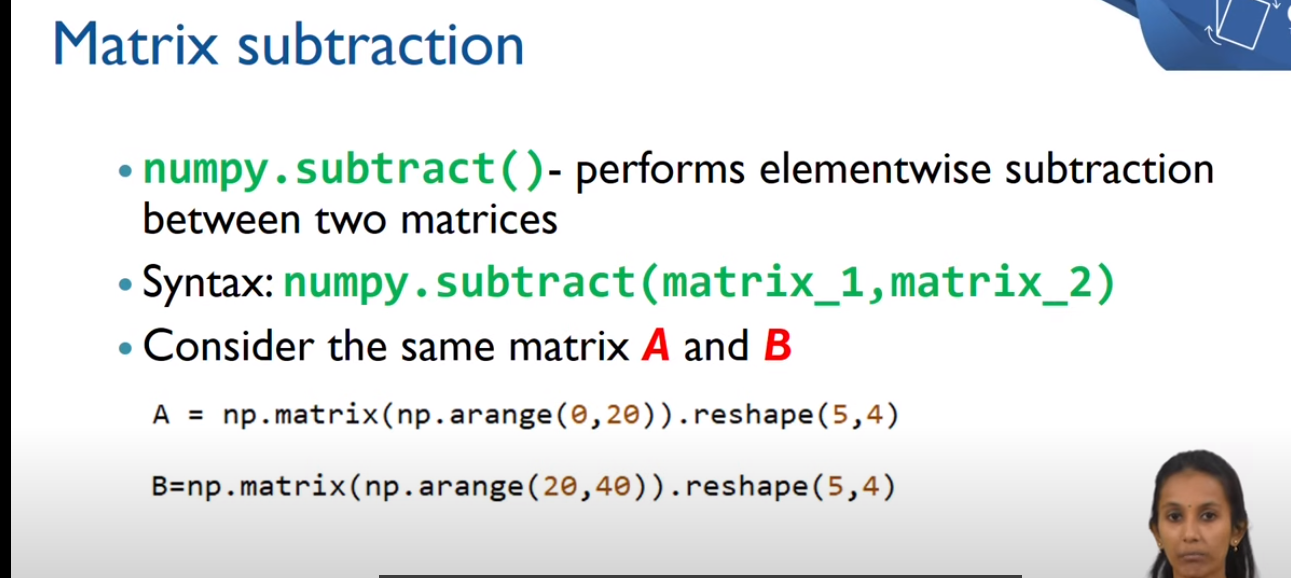 Matrix subtraction
• numpy.subtract()- performs elementwise subtraction
between two matrices
• Syntax: numpy.subtract(matrix_1,matrix_2)
• Consider the same matrix A and B
A = np.matrix(np.arange(0,20)).reshape(5,4)
B=np.matrix(np.arange(20,40)).reshape(5,4)